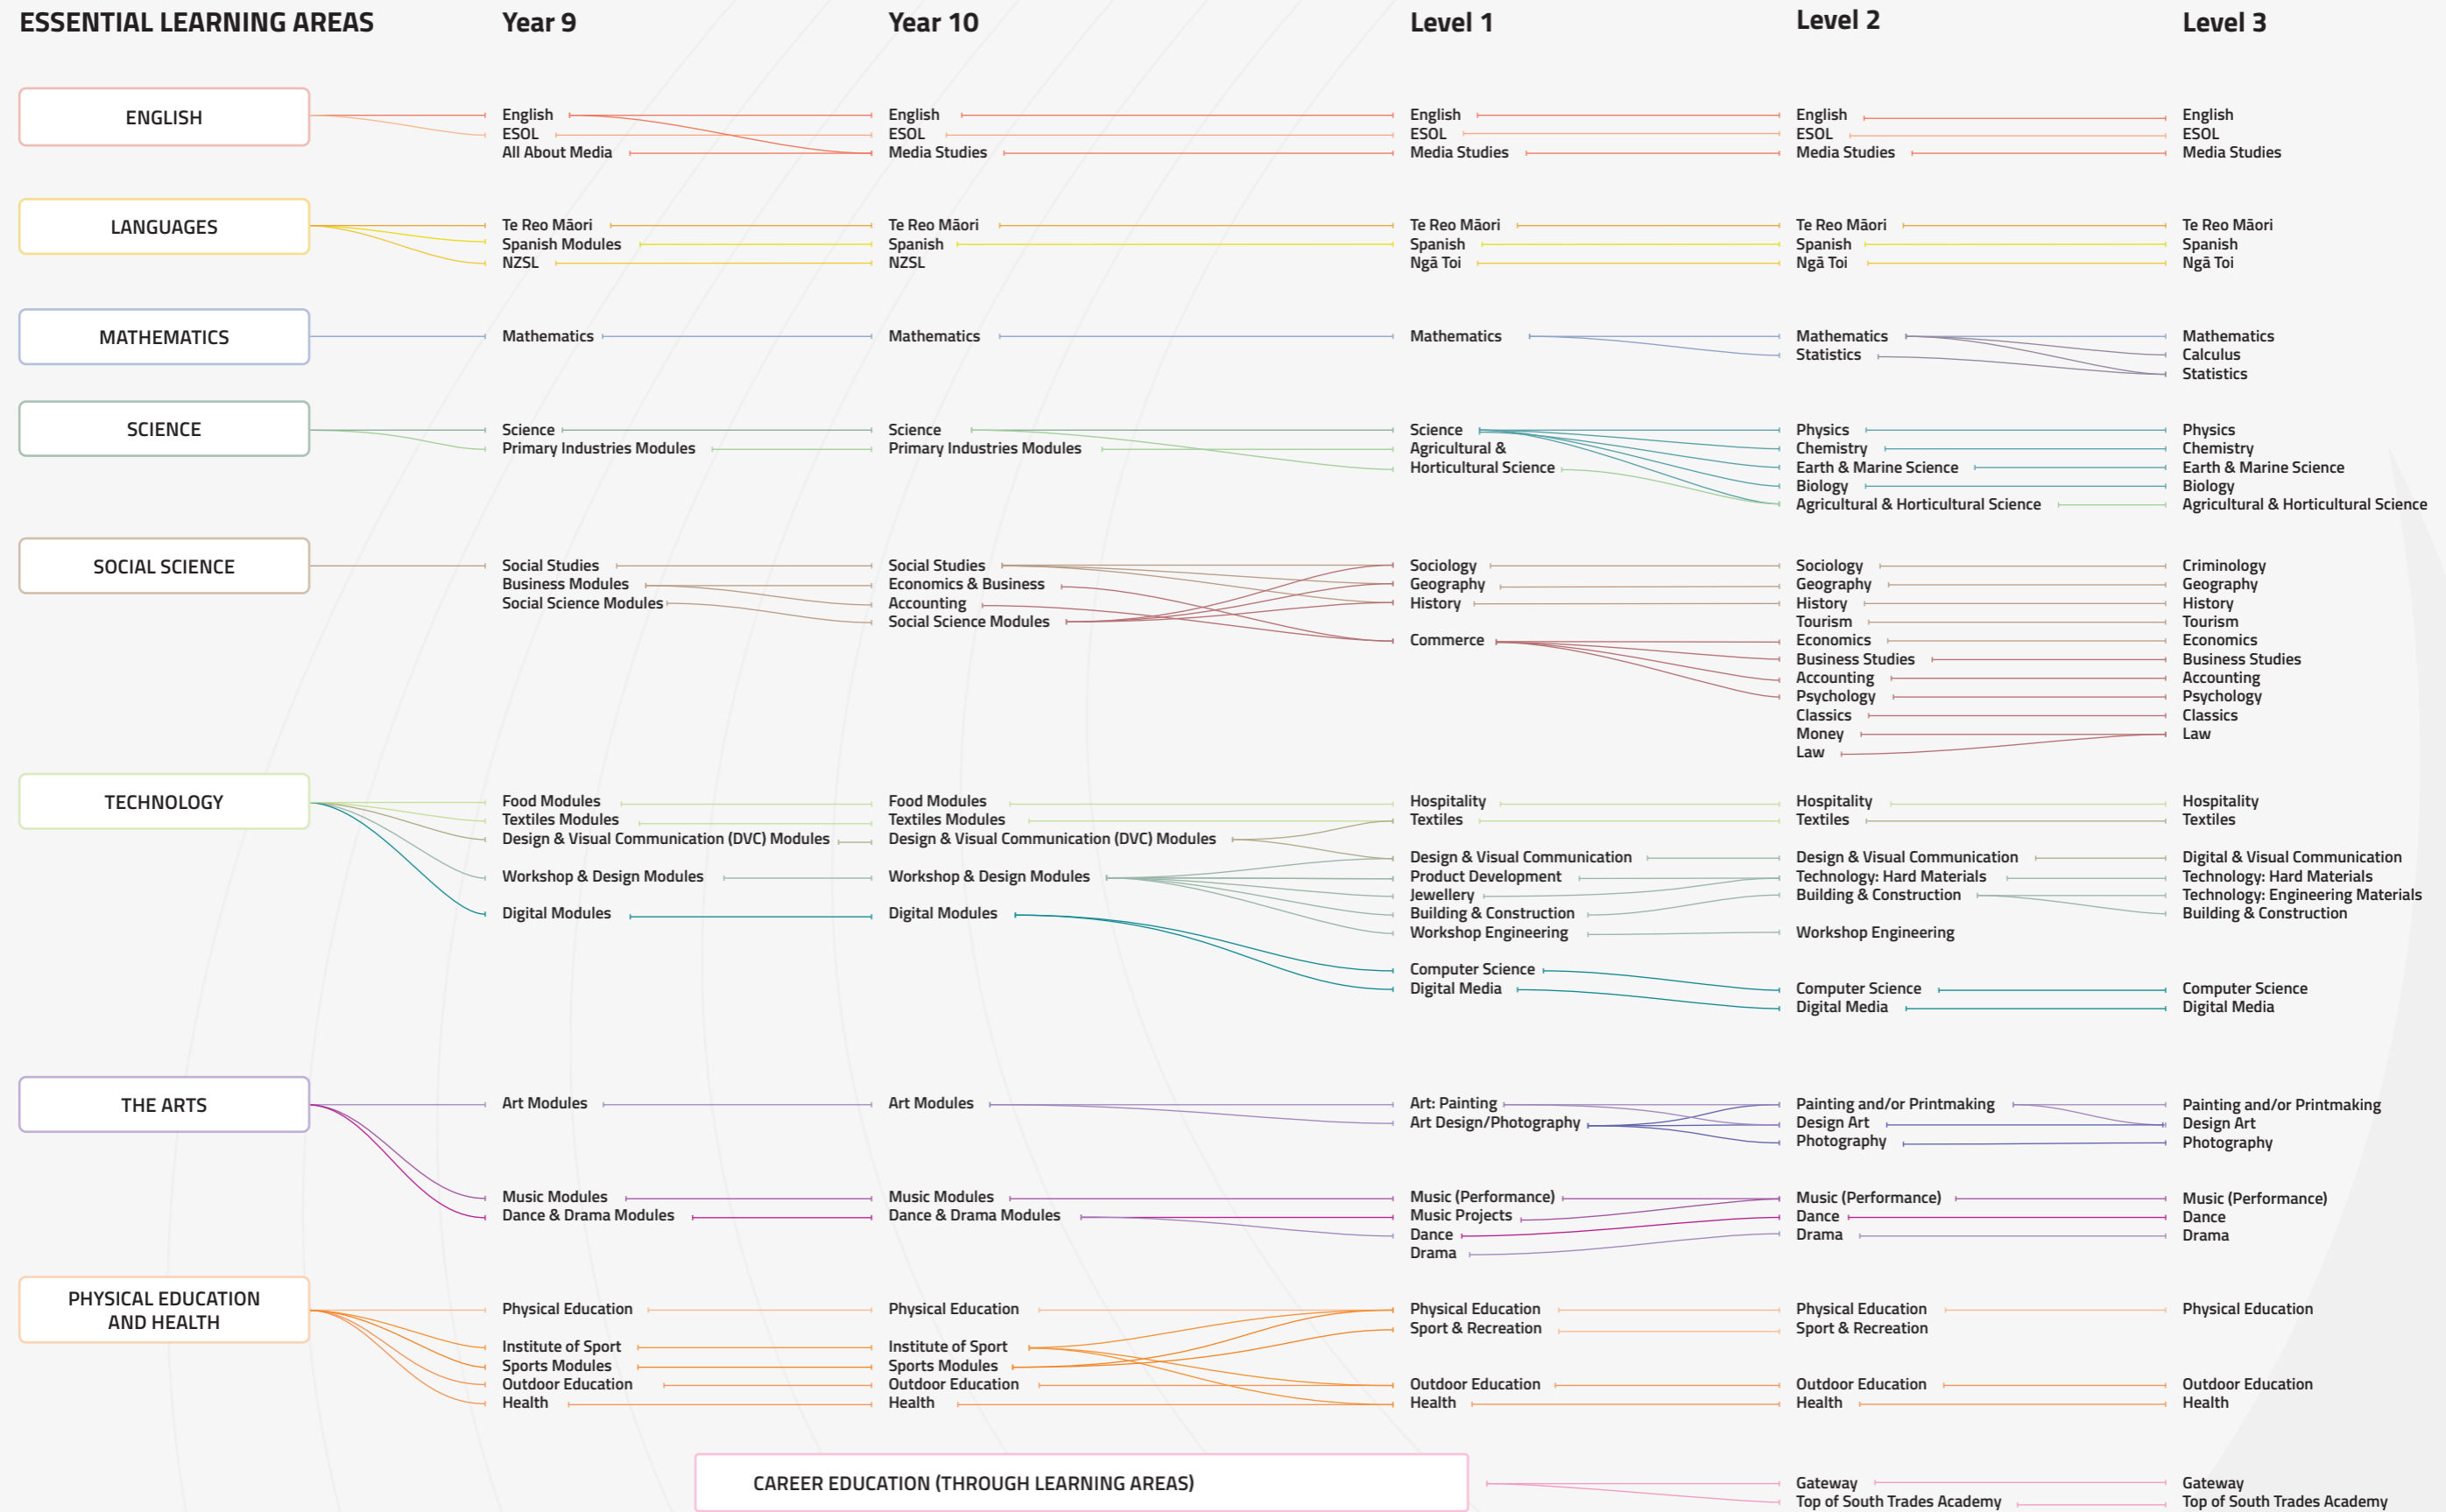 ESSENTIAL LEARNING AREAS
Year 9
Year 10
Level 1
Level 2
Level 3
ENGLISH
English
ESOL
All About Media
English
ESOL
Media Studies
English
ESOL
Media Studies
English
ESOL
Media Studies
English
ESOL
Media Studies
LANGUAGES
Te Reo Māori
Spanish Modules
NZSL
Te Reo Māori
Spanish
NZSL
Te Reo Māori
Spanish
Ngā Toi
Te Reo Māori
Spanish
Ngā Toi
Te Reo Māori
Spanish
Ngā Toi
MATHEMATICS
Mathematics
Mathematics
Mathematics
Mathematics
Statistics
Mathematics
Calculus
Statistics
SCIENCE
Science
Primary Industries Modules
Science
Primary Industries Modules
Science
Agricultural &
Horticultural Science
Physics
Chemistry
Earth & Marine Science
Biology
Agricultural & Horticultural Science
Physics
Chemistry
Earth & Marine Science
Biology
Agricultural & Horticultural Science
SOCIAL SCIENCE
Social Studies
Business Modules
Social Science Modules
Social Studies
Economics & Business
Accounting
Social Science Modules
Sociology
Geography
History
Commerce
Sociology
Geography
History
Tourism
Economics
Business Studies
Accounting
Psychology
Classics
Money
Law
Criminology
Geography
History
Tourism
Economics
Business Studies
Accounting
Psychology
Classics
Law
TECHNOLOGY
Food Modules
Textiles Modules
Design & Visual Communication (DVC) Modules
Workshop & Design Modules
Digital Modules
Food Modules
Textiles Modules
Design & Visual Communication (DVC) Modules
Workshop & Design Modules
Digital Modules
Hospitality
Textiles
Design & Visual Communication
Product Development
Jewellery
Building & Construction
Workshop Engineering
Computer Science
Digital Media
Hospitality
Textiles
Design & Visual Communication
Technology: Hard Materials
Building & Construction
Workshop Engineering
Computer Science
Digital Media
Hospitality
Textiles
Digital & Visual Communication
Technology: Hard Materials
Technology: Engineering Materials
Building & Construction
Computer Science
Digital Media
THE ARTS
Art Modules
Music Modules
Dance & Drama Modules
Art Modules
Music Modules
Dance & Drama Modules
Art: Painting
Art Design/Photography
Music (Performance)
Music Projects
Dance
Drama
Painting and/or Printmaking
Design Art
Photography
Music (Performance)
Dance
Drama
Painting and/or Printmaking
Design Art
Photography
Music (Performance)
Dance
Drama
PHYSICAL EDUCATION
AND HEALTH
Physical Education
Institute of Sport
Sports Modules
Outdoor Education
Health
Physical Education
Institute of Sport
Sports Modules
Outdoor Education
Health
Physical Education
Sport & Recreation
Outdoor Education
Health
Physical Education
Sport & Recreation
Outdoor Education
Health
Physical Education
Outdoor Education
Health
CAREER EDUCATION (THROUGH LEARNING AREAS)
Gateway
Top of South Trades Academy
Gateway
Top of South Trades Academy